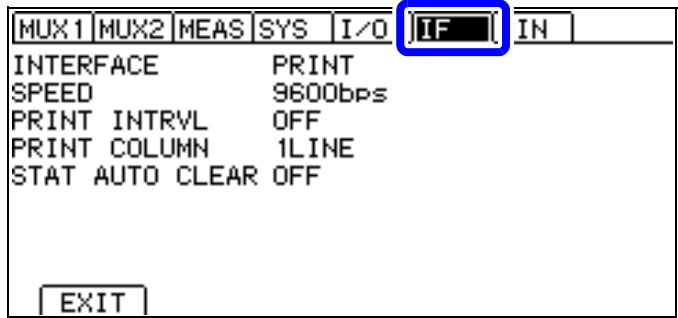 MUX1 MUX2 MEAS SYS I/O IF IN
INTERFACE PRINT
SPEED 9600bps
PRINT INTRVL OFF
PRINT COLUMN 1LINE
STAT AUTO CLEAR OFF
EXIT